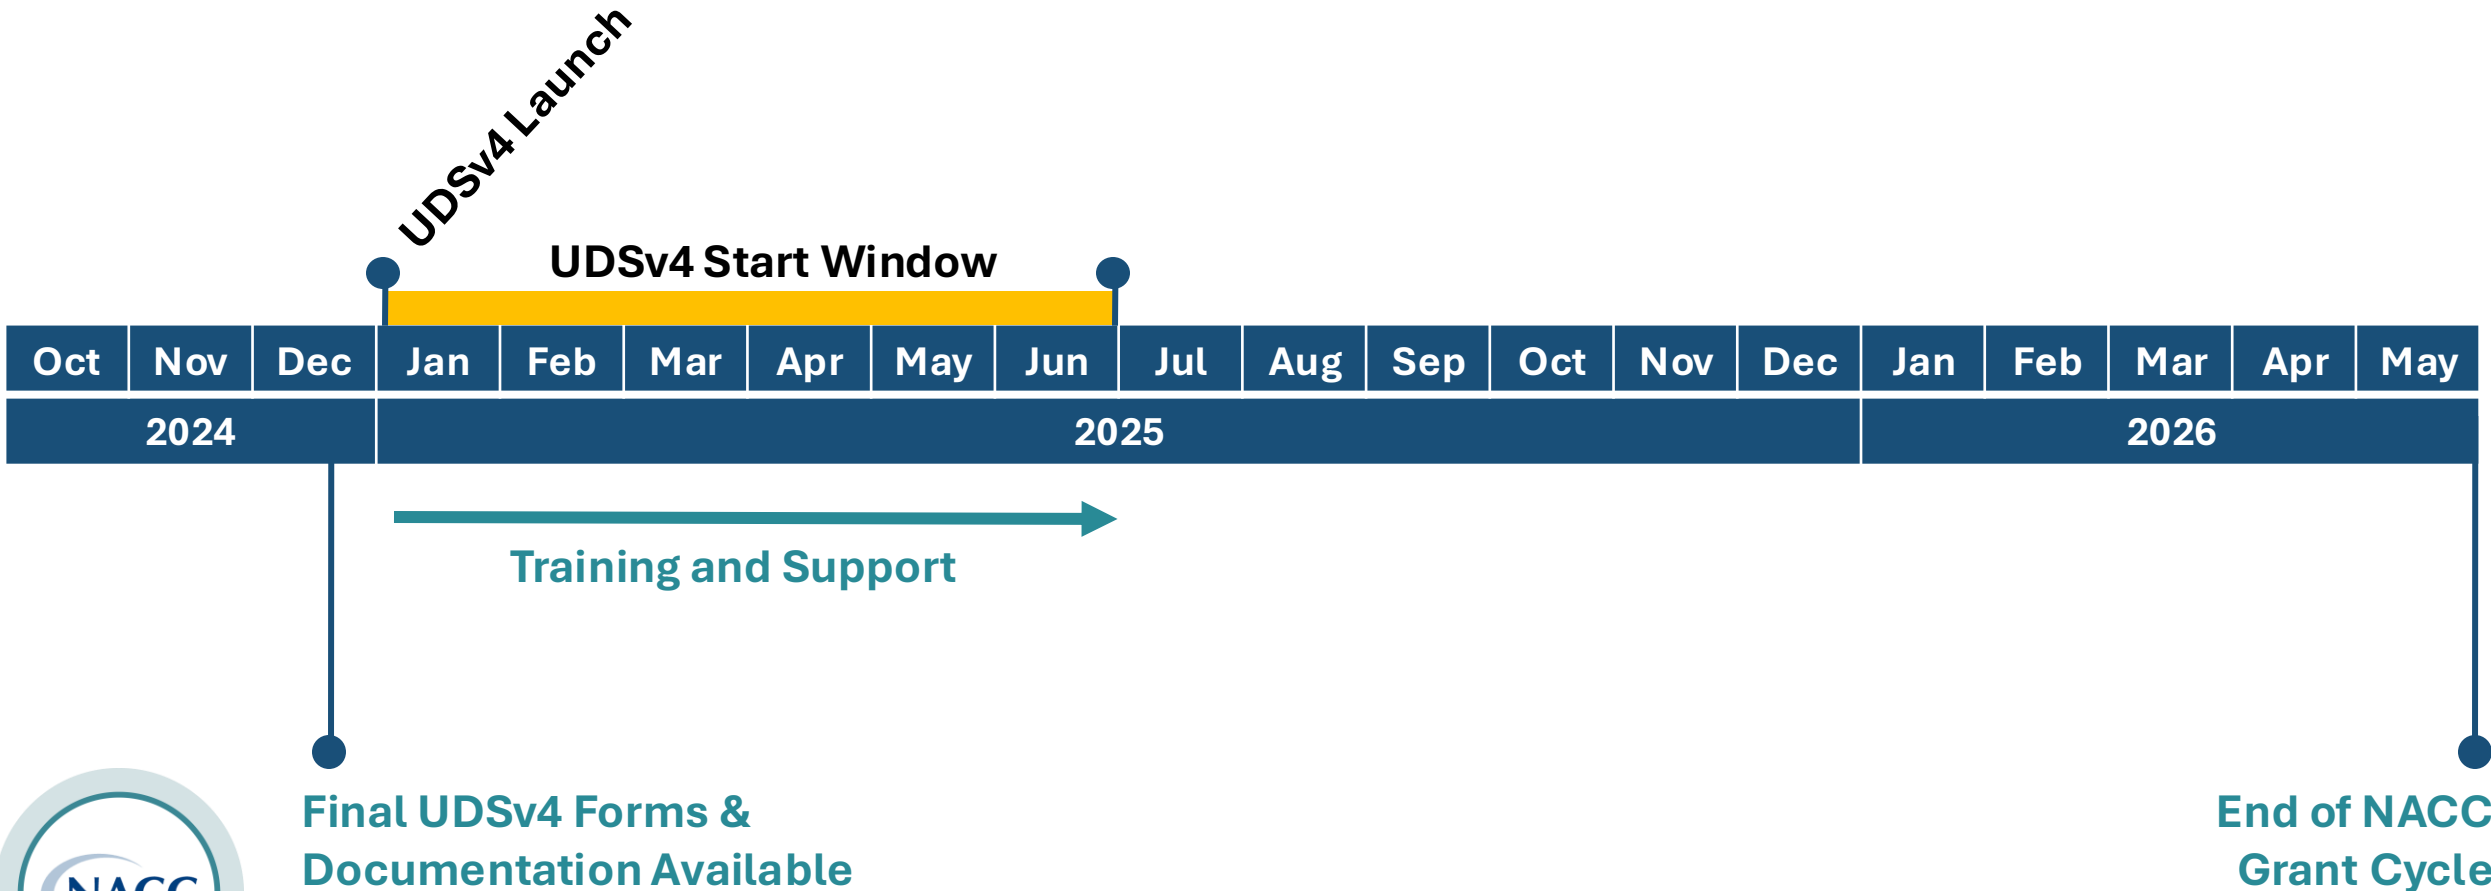 UDSv4 Launch
UDSv4 Start Window
Oct Nov Dec Jan Feb Mar Apr May Jun Jul Aug Sep Oct Nov Dec Jan Feb Mar Apr May
2024 2025 2026
Training and Support
Final UDSv4 Forms &
Documentation Available
End of NACC
Grant Cycle
NACC